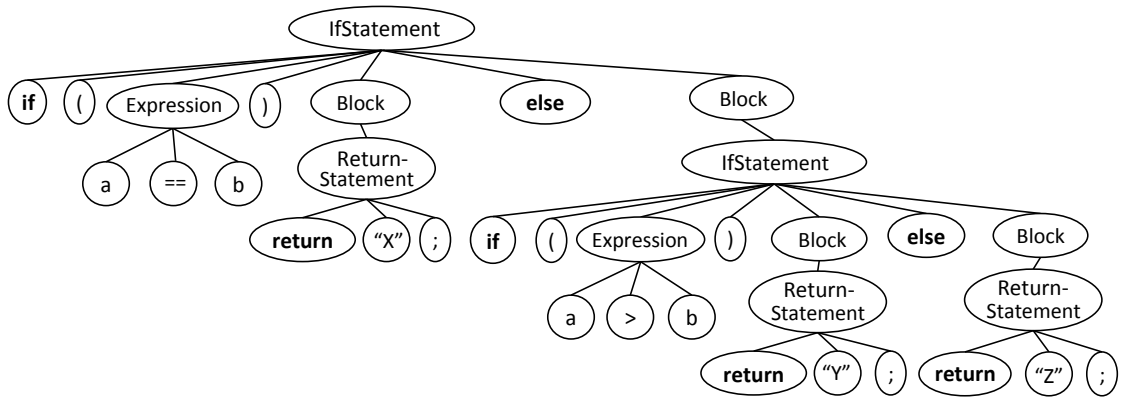 IfStatement
if ( Expression ) Block else Block
a == b Return-
Statement
IfStatement
return “X” ; if ( Expression ) Block else Block
a > b Return-
Statement
Return-
Statement
return “Y” ; return “Z” ;